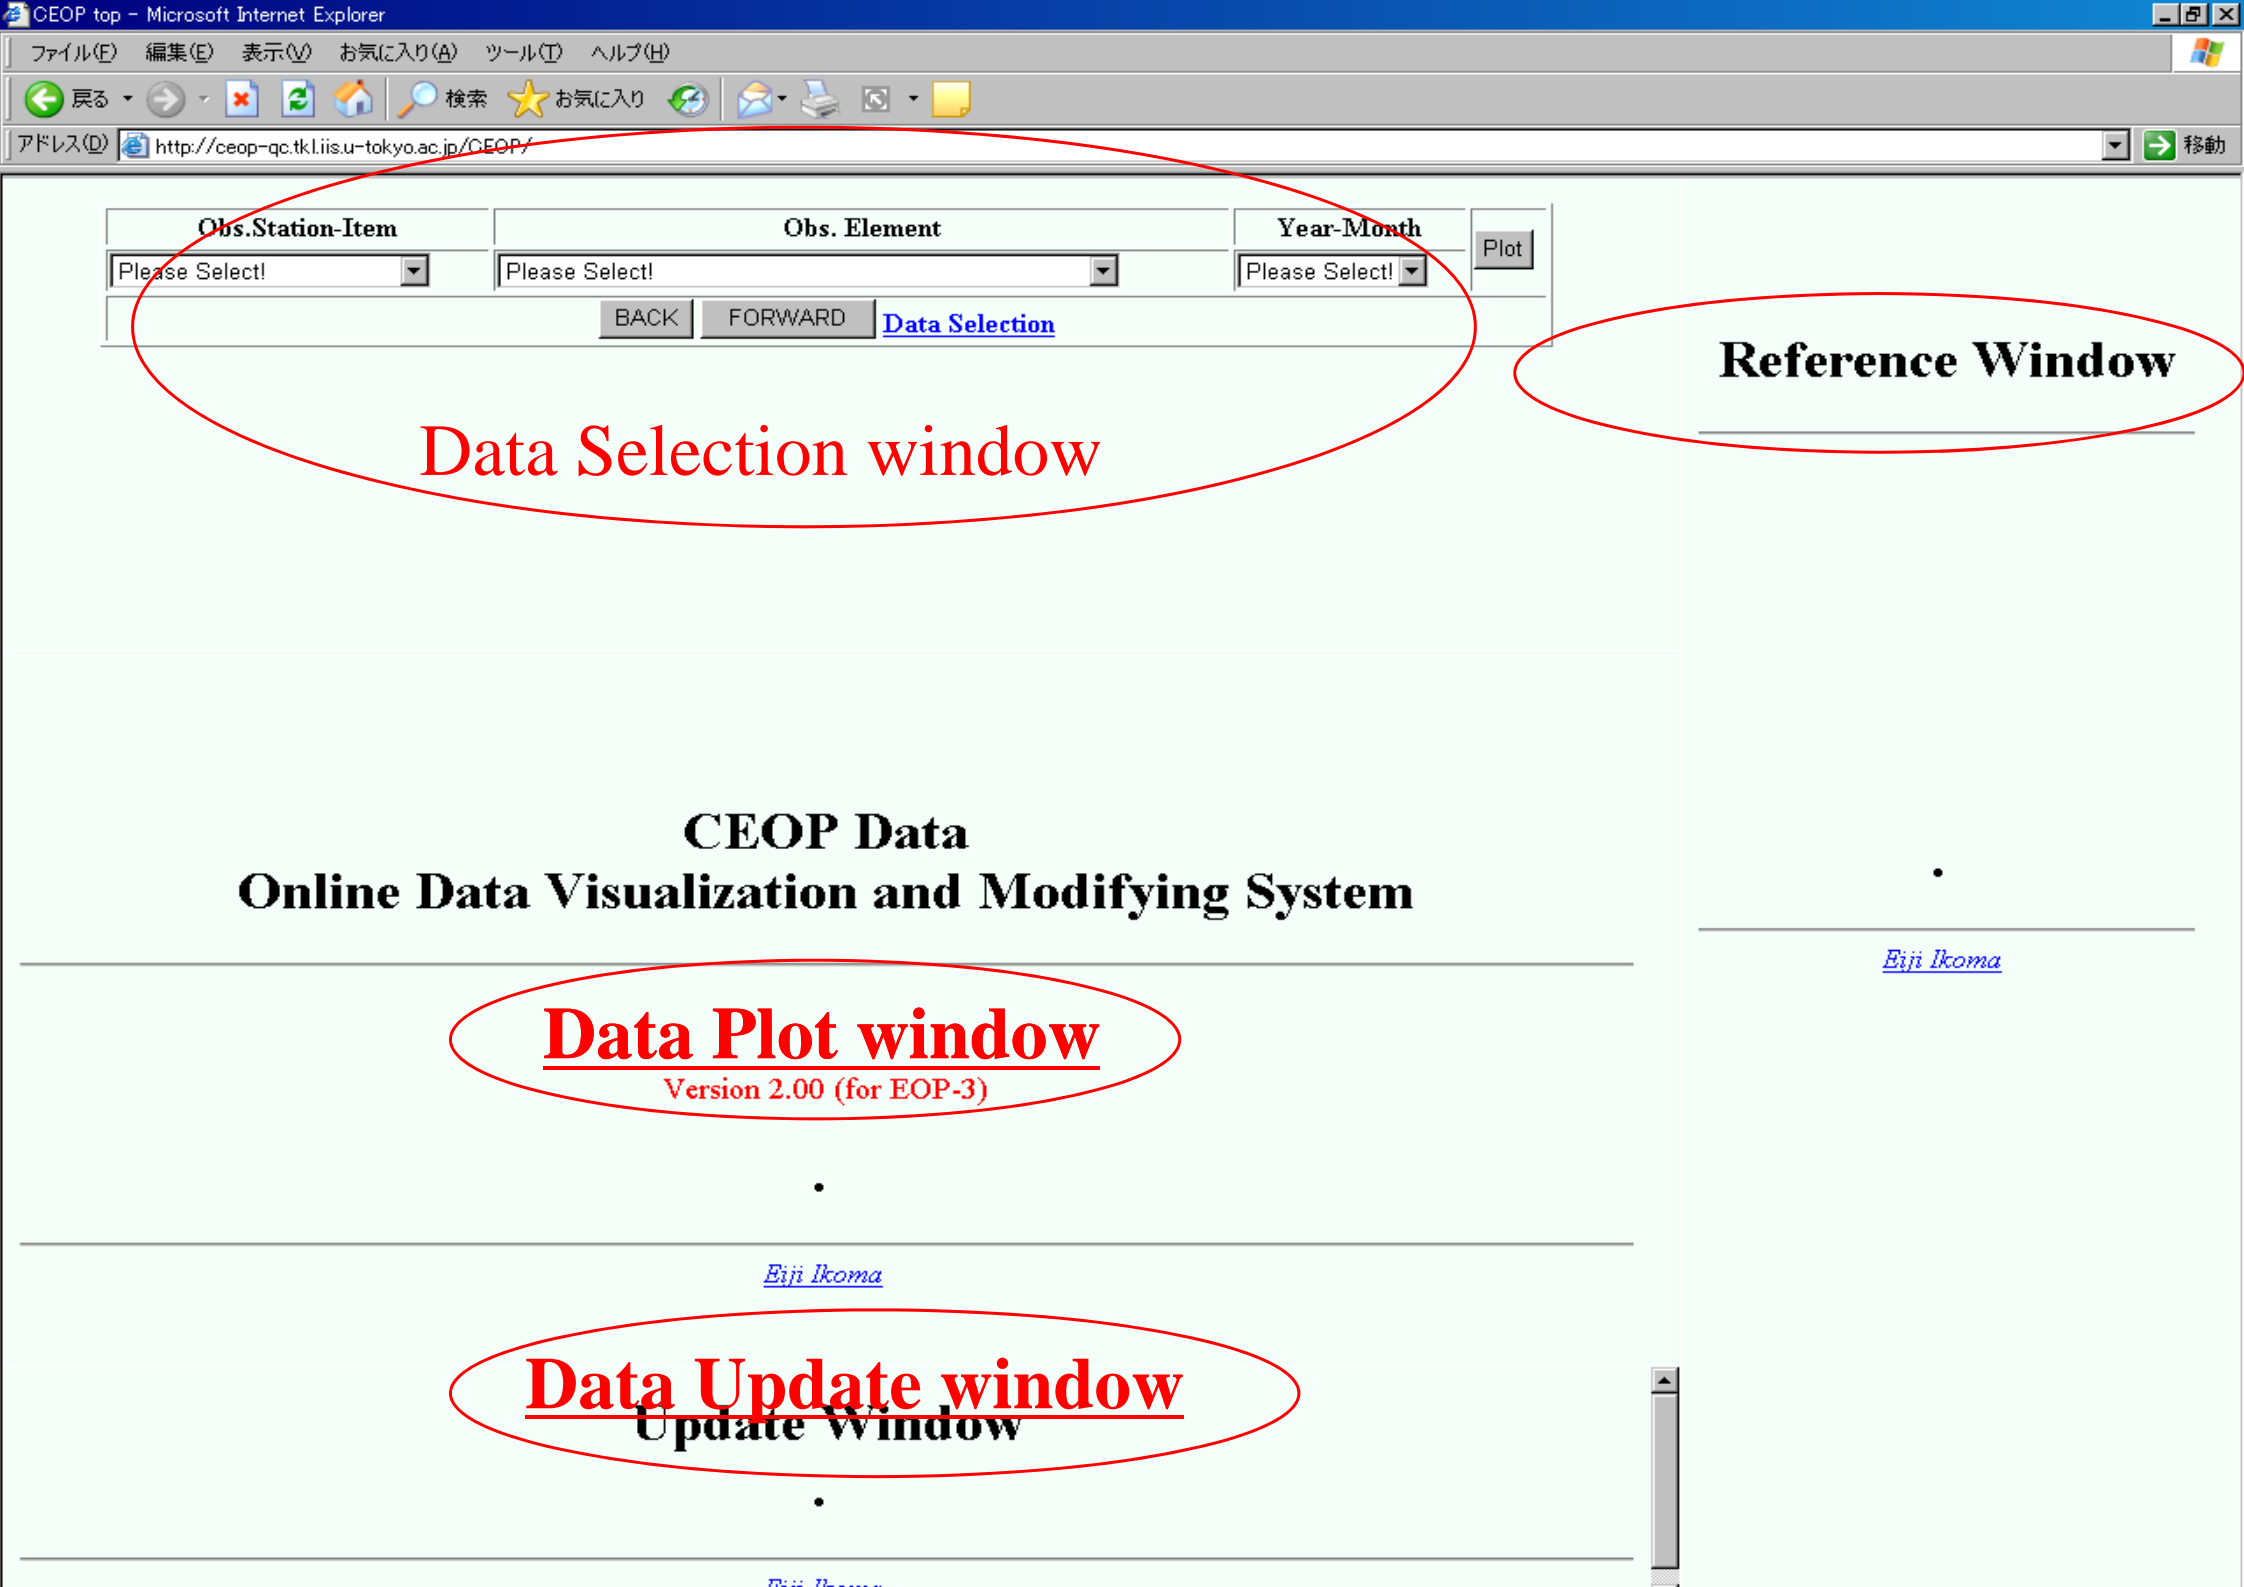 CEOP top - Microsoft Internet Explorer
ファイル(F) 編集(E) 表示(V) お気に入り(A) ツール(T) ヘルプ(H)
戻る 検索 お気に入り
アドレス(D) http://ceop-qc.tkl.iis.u-tokyo.ac.jp/CEOP/ 移動
Obs.Station-Item Obs. Element Year-Month Plot
Please Select! Please Select! Please Select!
BACK FORWARD Data Selection
Reference Window
Data Selection window
CEOP Data
Online Data Visualization and Modifying System
Eiji Ikoma
Data Plot window
Version 2.00 (for EOP-3)
Eiji Ikoma
Data Update window
Update Window
Eiji Ikoma